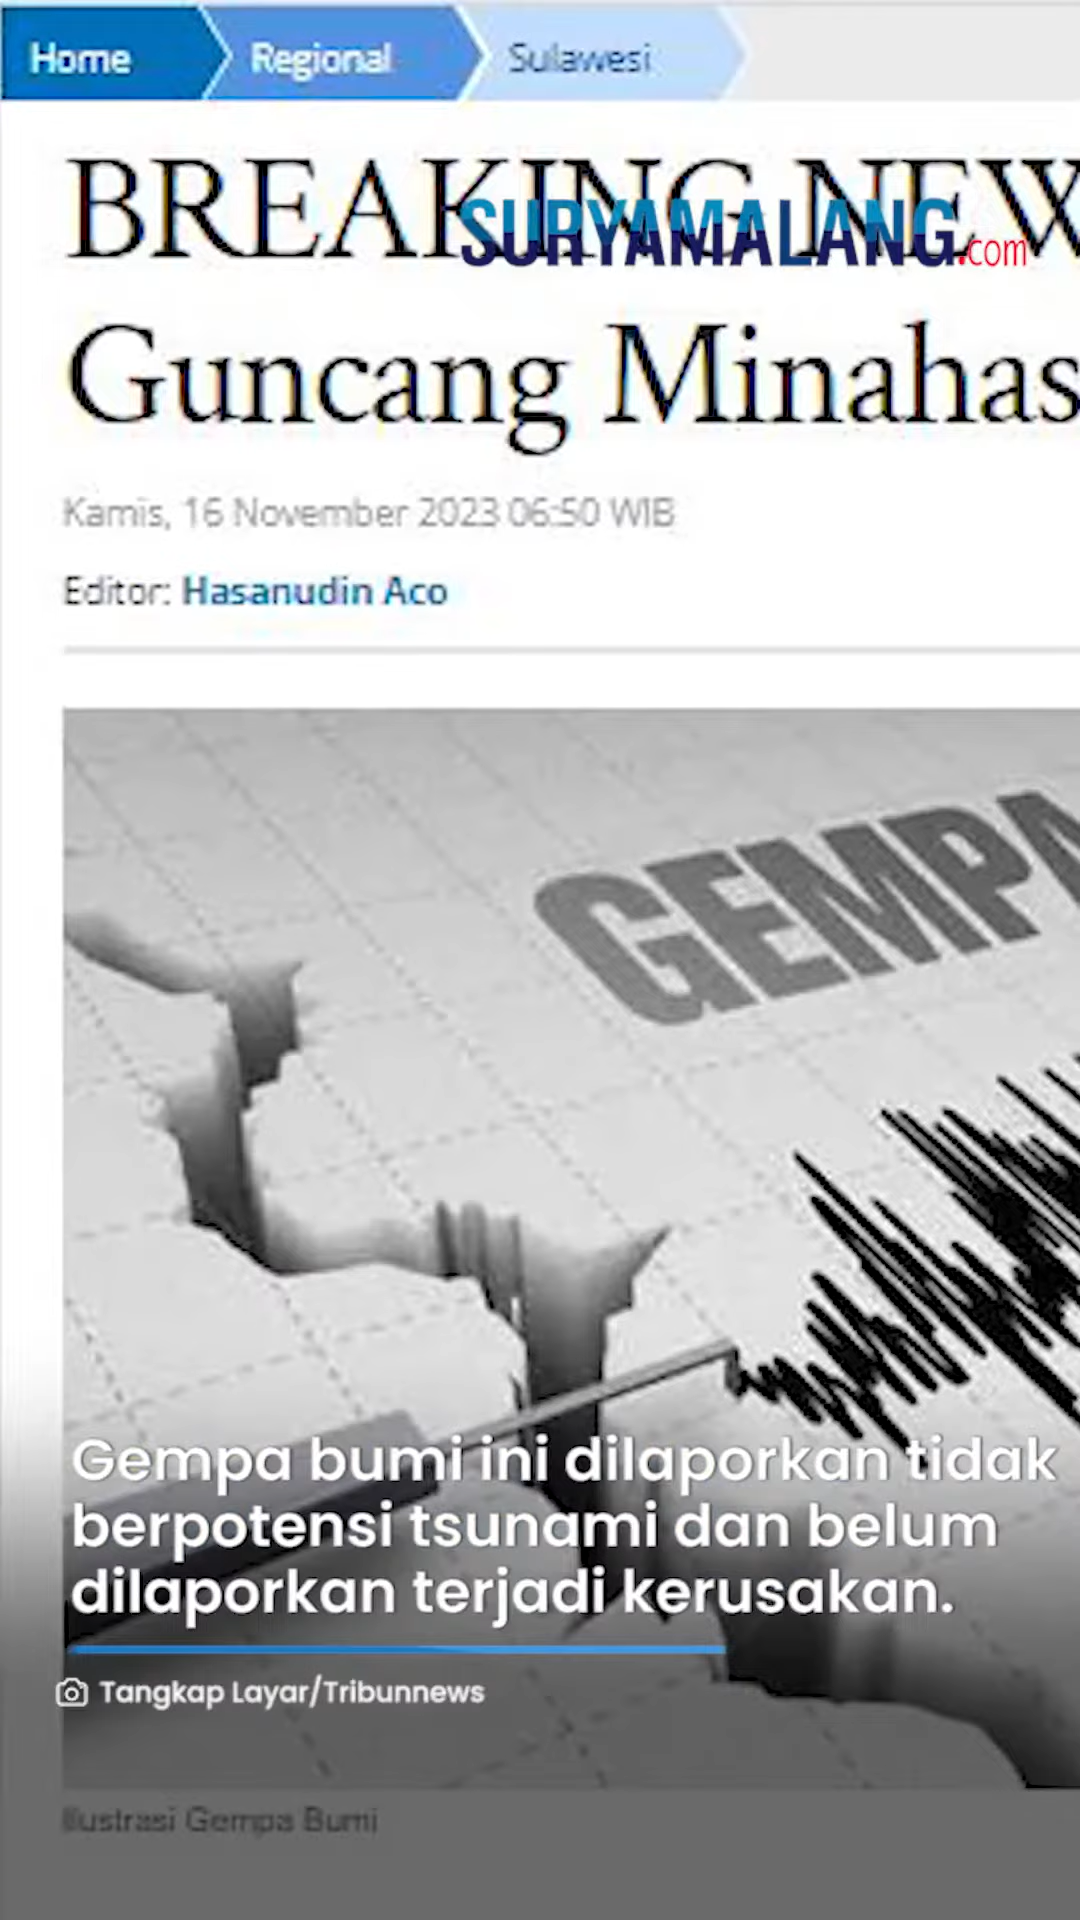 Home Regional Sulawesi
BREAKING NEW
SURYAMALANG.com
Guncang Minahas
Kamis, 16 November 2023 06:50 WIB
Editor: Hasanudin Aco
GEMPA
Gempa bumi ini dilaporkan tidak
berpotensi tsunami dan belum
dilaporkan terjadi kerusakan.
Tangkap Layar/Tribunnews
Ilustrasi Gempa Bumi